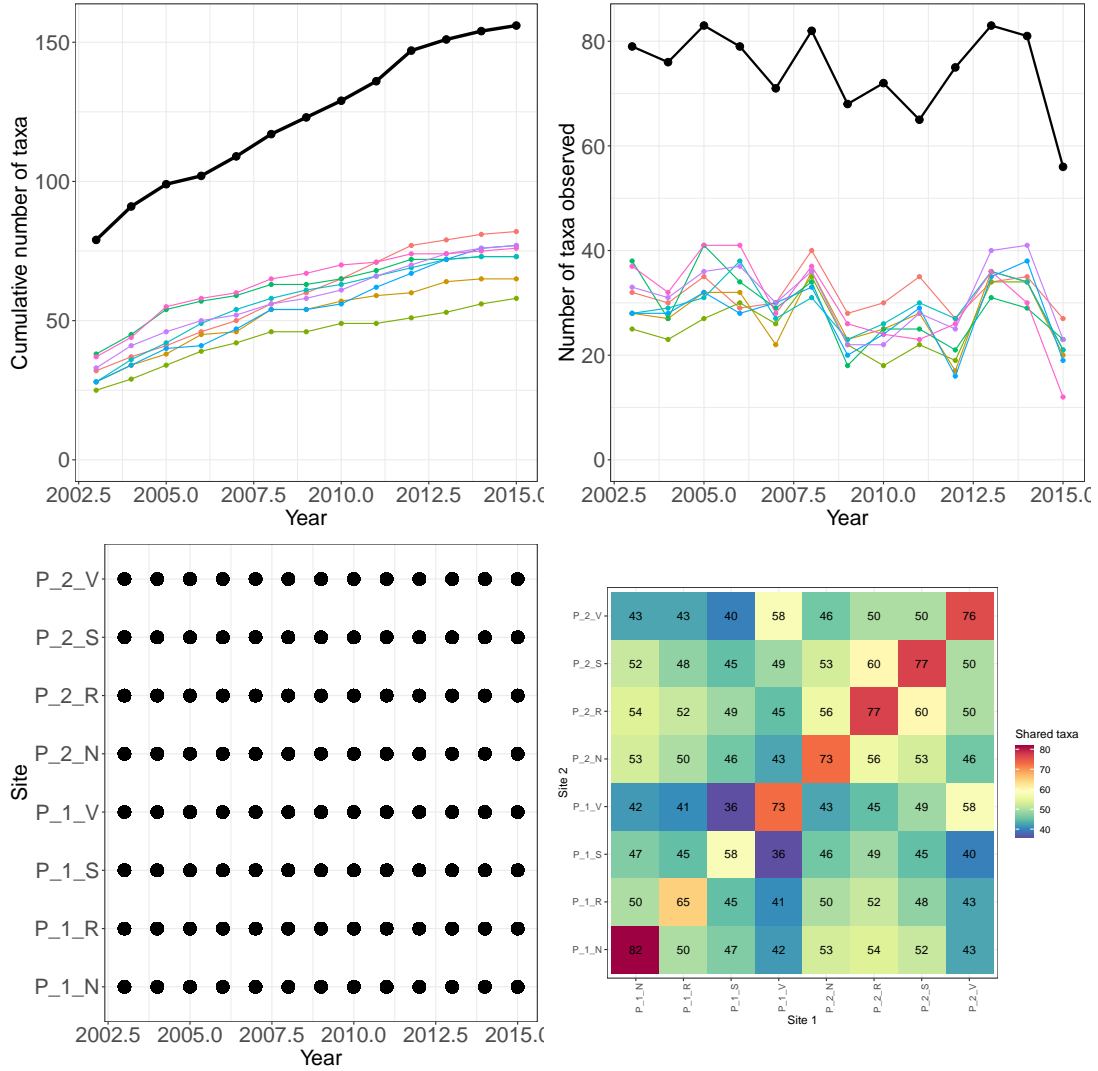 150
100
50
0
Cumulative number of taxa
2002.5 2005.0 2007.5 2010.0 2012.5 2015.0
Year
80
60
40
20
0
Number of taxa observed
2002.5 2005.0 2007.5 2010.0 2012.5 2015.0
Year
P_2_V
P_2_S
P_2_R
P_2_N
P_1_V
P_1_S
P_1_R
P_1_N
Site
2002.5 2005.0 2007.5 2010.0 2012.5 2015.0
Year
P_2_V 43 43 40 58 46 50 50 76
P_2_S 52 48 45 49 53 60 77 50
P_2_R 54 52 49 45 56 77 60 50
P_2_N 53 50 46 43 73 56 53 46
P_1_V 42 41 36 73 43 45 49 58
P_1_S 47 45 58 36 46 49 45 40
P_1_R 50 65 45 41 50 52 48 43
P_1_N 82 50 47 42 53 54 52 43
Site 2
P_1_N P_1_R P_1_S P_1_V P_2_N P_2_R P_2_S P_2_V
Site 1
Shared taxa
80
70
60
50
40